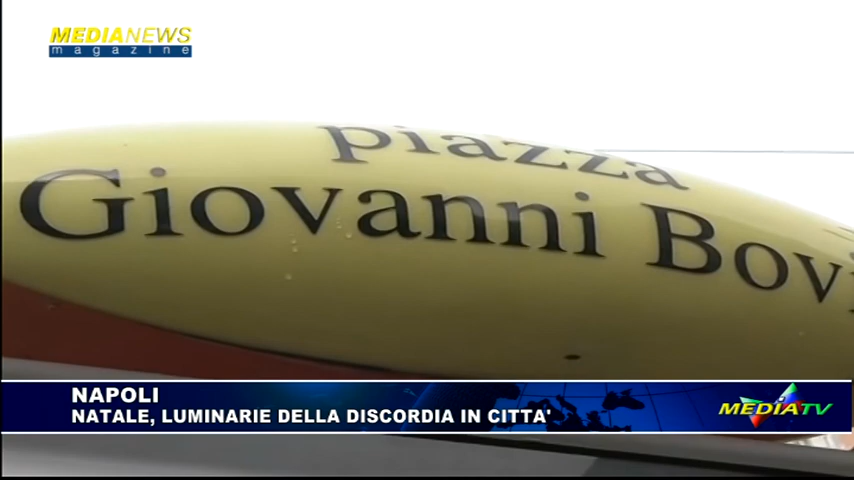 MEDIANEWS
magazine
piazza
Giovanni Bovi
NAPOLI
NATALE, LUMINARIE DELLA DISCORDIA IN CITTA'
MEDIATV